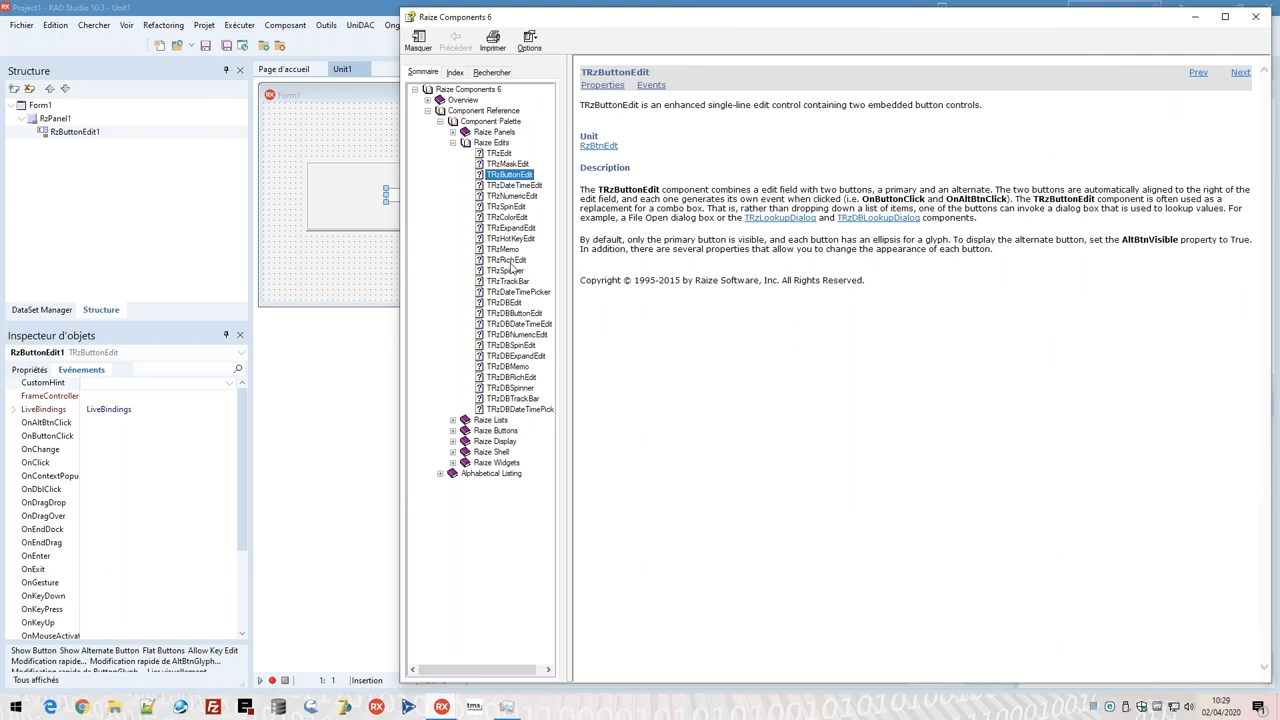 Project1 - RAD Studio 10.3 - Unit1
Fichier Edition Chercher Voir Refactoriser Projet Exécuter Composant Outils UniDAC Onglets
Structure
Form1
RzPanel1
RzButtonEdit1
DataSet Manager Structure
Inspecteur d'objets
RzButtonEdit1 TRzButtonEdit
Propriétés Evénements
CustomHint
FrameController
LiveBindings LiveBindings
OnAltBtnClick
OnButtonClick
OnChange
OnClick
OnContextPopu
OnDblClick
OnDragDrop
OnDragOver
OnEndDock
OnEndDrag
OnEnter
OnExit
OnGesture
OnKeyDown
OnKeyPress
OnKeyUp
OnMouseActivat
Show Button Show Alternate Button Flat Buttons Allow Key Edit
Modification rapide... Modification rapide de AltBtnGlyph...
Tous affichés
Page d'accueil Unit1
Form1
1: 1 Insertion
Raize Components 6
Masquer Précédent Imprimer Options
Sommaire Index Rechercher
Raize Components 6
Overview
Component Reference
Component Palette
Raize Panels
Raize Edits
TRzEdit
TRzMaskEdit
TRzButtonEdit
TRzDateTimeEdit
TRzNumericEdit
TRzSpinEdit
TRzColorEdit
TRzExpandEdit
TRzHotKeyEdit
TRzMemo
TRzRichEdit
TRzSpinner
TRzTrackBar
TRzDateTimePicker
TRzDBEdit
TRzDBButtonEdit
TRzDBDateTimeEdit
TRzDBNumericEdit
TRzDBSpinEdit
TRzDBExpandEdit
TRzDBMemo
TRzDBRichEdit
TRzDBSpinner
TRzDBTrackBar
TRzDBDateTimePick
Raize Lists
Raize Buttons
Raize Display
Raize Shell
Raize Widgets
Alphabetical Listing
TRzButtonEdit Prev Next
Properties Events
TRzButtonEdit is an enhanced single-line edit control containing two embedded button controls.
Unit
RzBtnEdt
Description
The TRzButtonEdit component combines a edit field with two buttons, a primary and an alternate. The two buttons are automatically aligned to the right of the
edit field, and each one generates its own event when clicked (i.e. OnButtonClick and OnAltBtnClick). The TRzButtonEdit component is often used as a
replacement for a combo box. That is, rather than dropping down a list of items, one of the buttons can invoke a dialog box that is used to lookup values. For
example, a File Open dialog box or the TRzLookupDialog and TRzDBLookupDialog components.
By default, only the primary button is visible, and each button has an ellipsis for a glyph. To display the alternate button, set the AltBtnVisible property to True.
In addition, there are several properties that allow you to change the appearance of each button.
Copyright © 1995-2015 by Raize Software, Inc. All Rights Reserved.
tms
10:29
02/04/2020